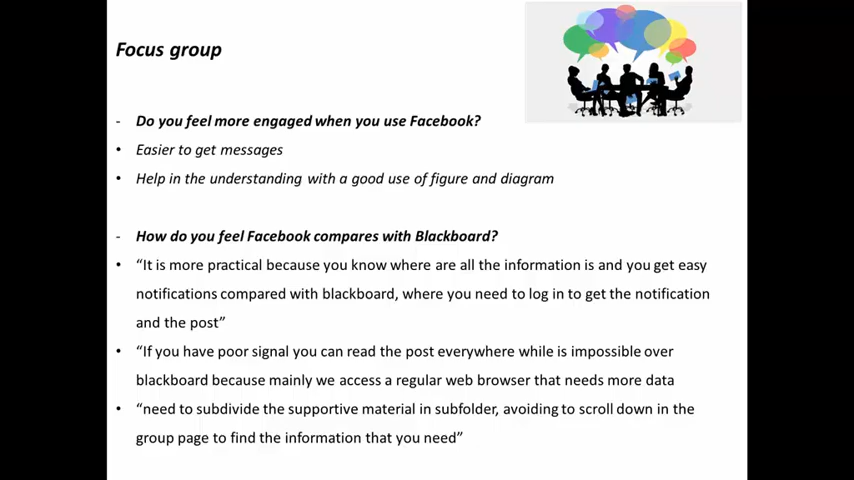 Focus group
- Do you feel more engaged when you use Facebook?
• Easier to get messages
• Help in the understanding with a good use of figure and diagram
- How do you feel Facebook compares with Blackboard?
• “It is more practical because you know where are all the information is and you get easy
notifications compared with blackboard, where you need to log in to get the notification
and the post”
• “If you have poor signal you can read the post everywhere while is impossible over
blackboard because mainly we access a regular web browser that needs more data
• “need to subdivide the supportive material in subfolder, avoiding to scroll down in the
group page to find the information that you need”